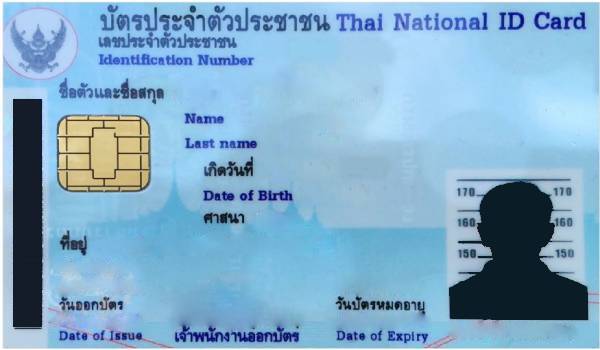 บัตรประจำตัวประชาชน Thai National ID Card
เลขประจำตัวประชาชน
Identification Number
ชื่อตัวและชื่อสกุล
Name
Last name
เกิดวันที่
Date of Birth
ศาสนา
ที่อยู่
170 170
160 160
150 150
วันออกบัตร วันบัตรหมดอายุ
Date of Issue เจ้าพนักงานออกบัตร Date of Expiry